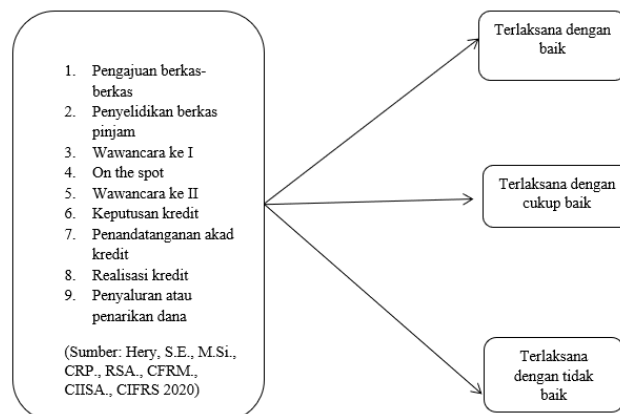 1. Pengajuan berkas-
berkas
2. Penyelidikan berkas
pinjam
3. Wawancara ke I
4. On the spot
5. Wawancara ke II
6. Keputusan kredit
7. Penandatanganan akad
kredit
8. Realisasi kredit
9. Penyaluran atau
penarikan dana
(Sumber: Hery, S.E., M.Si.,
CRP., RSA., CFRM.,
CIISA., CIFRS 2020)
Terlaksana dengan
baik
Terlaksana dengan
cukup baik
Terlaksana
dengan tidak
baik